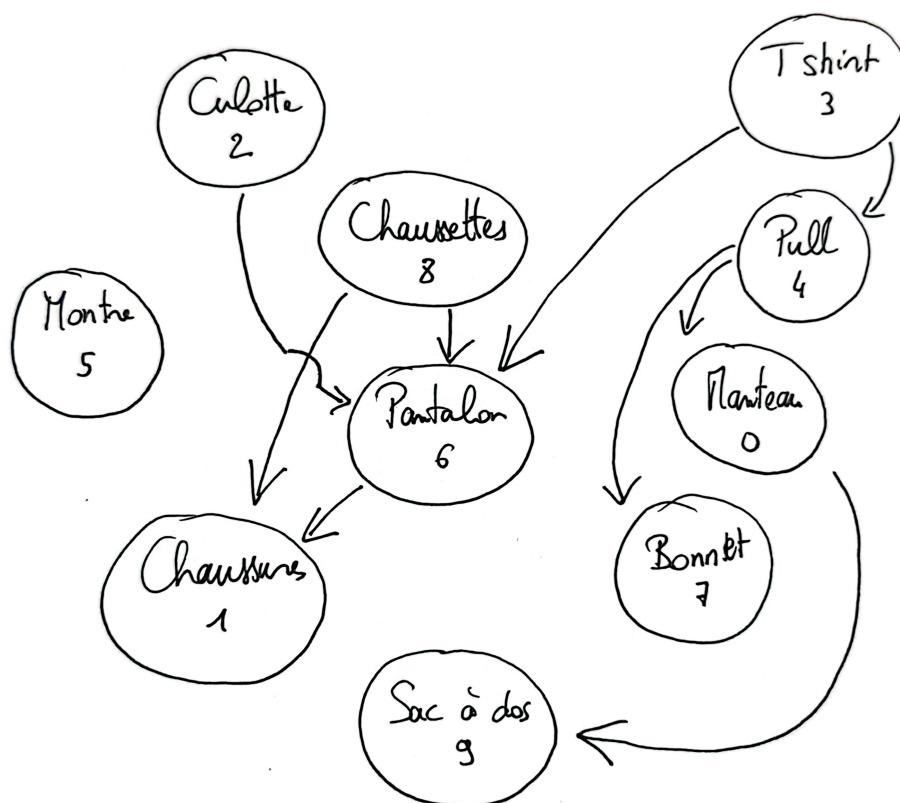 Culotte
2
T shirt
3
Chaussettes
8
Pull
4
Montre
5
Manteau
0
Pantalon
6
Bonnet
7
Chaussures
1
Sac à dos
9